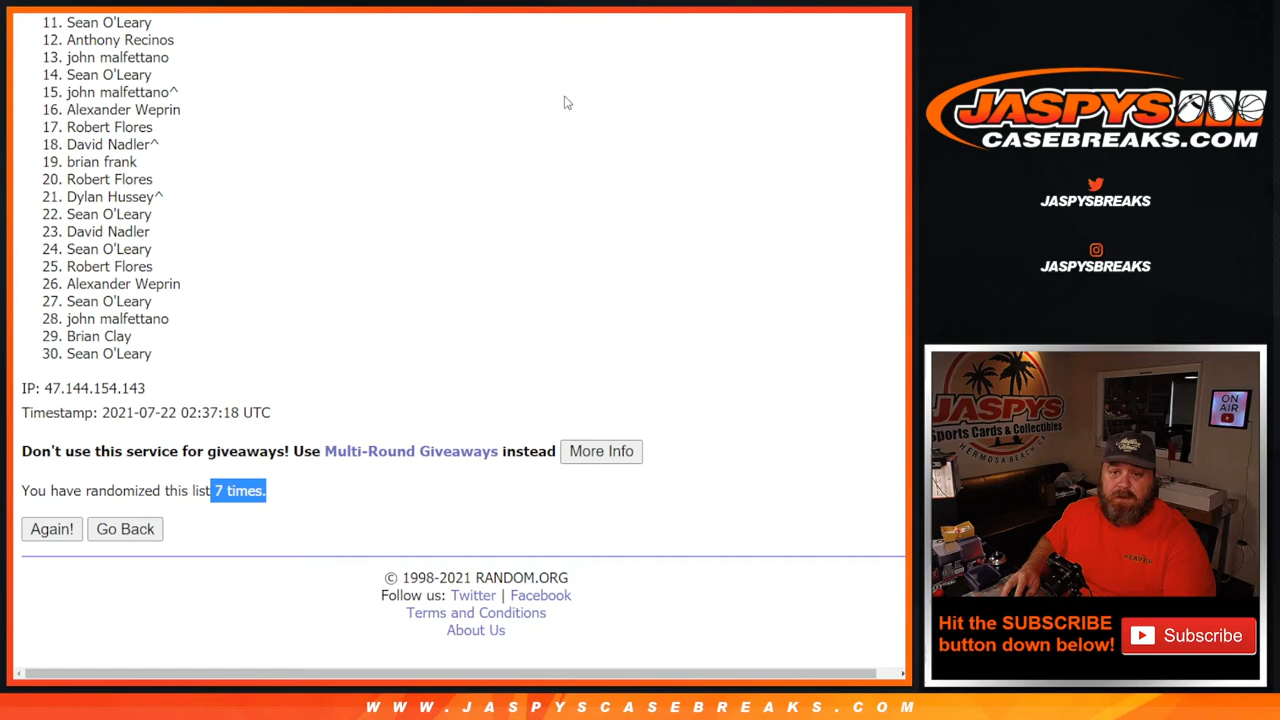 11. Sean O'Leary
12. Anthony Recinos
13. john malfettano
14. Sean O'Leary
15. john malfettano^
16. Alexander Weprin
17. Robert Flores
18. David Nadler^
19. brian frank
20. Robert Flores
21. Dylan Hussey^
22. Sean O'Leary
23. David Nadler
24. Sean O'Leary
25. Robert Flores
26. Alexander Weprin
27. Sean O'Leary
28. john malfettano
29. Brian Clay
30. Sean O'Leary
IP: 47.144.154.143
Timestamp: 2021-07-22 02:37:18 UTC
Don't use this service for giveaways! Use Multi-Round Giveaways instead More Info
You have randomized this list 7 times.
Again! Go Back
© 1998-2021 RANDOM.ORG
Follow us: Twitter | Facebook
Terms and Conditions
About Us
JASPYS
CASEBREAKS.COM
JASPYSBREAKS
JASPYSBREAKS
JASPYS
Sports Cards & Collectibles
HERMOSA BEACH
ON
AIR
Hit the SUBSCRIBE
button down below!
Subscribe
WWW.JASPYSCASEBREAKS.COM